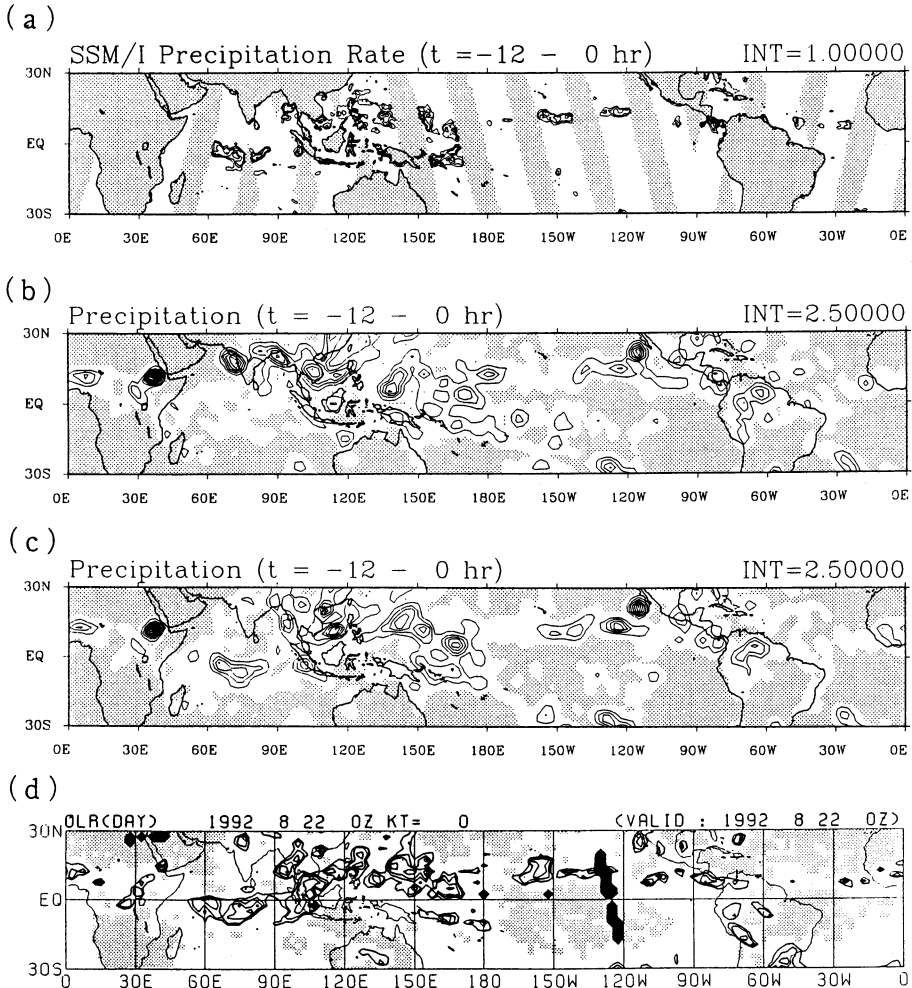 (a)
SSM/I Precipitation Rate (t =-12 - 0 hr) INT=1.00000
30N
EQ
30S
0E 30E 60E 90E 120E 150E 180E 150W 120W 90W 60W 30W 0E
(b)
Precipitation (t = -12 - 0 hr) INT=2.50000
30N
EQ
30S
0E 30E 60E 90E 120E 150E 180E 150W 120W 90W 60W 30W 0E
(c)
Precipitation (t = -12 - 0 hr) INT=2.50000
30N
EQ
30S
0E 30E 60E 90E 120E 150E 180E 150W 120W 90W 60W 30W 0E
(d)
OLR(DAY) 1992 8 22 0Z KT= 0 (VALID : 1992 8 22 0Z)
30N
EQ
30S
0 30E 60E 90E 120E 150E 180 150W 120W 90W 60W 30W 0